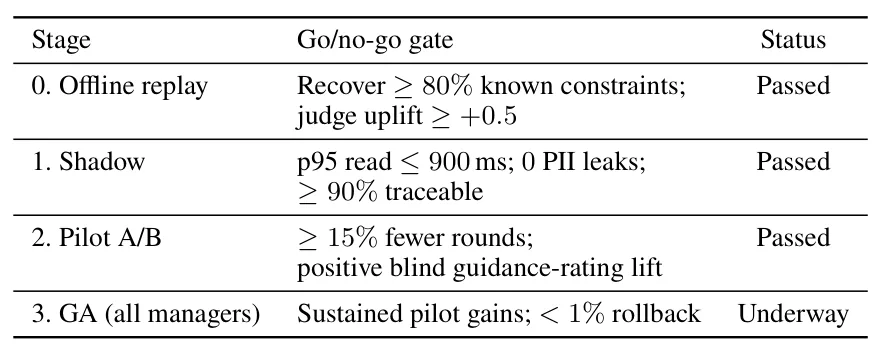 Stage Go/no-go gate Status
0. Offline replay Recover ≥ 80% known constraints; Passed
judge uplift ≥ +0.5
1. Shadow p95 read ≤ 900 ms; 0 PII leaks; Passed
≥ 90% traceable
2. Pilot A/B ≥ 15% fewer rounds; Passed
positive blind guidance-rating lift
3. GA (all managers) Sustained pilot gains; < 1% rollback Underway